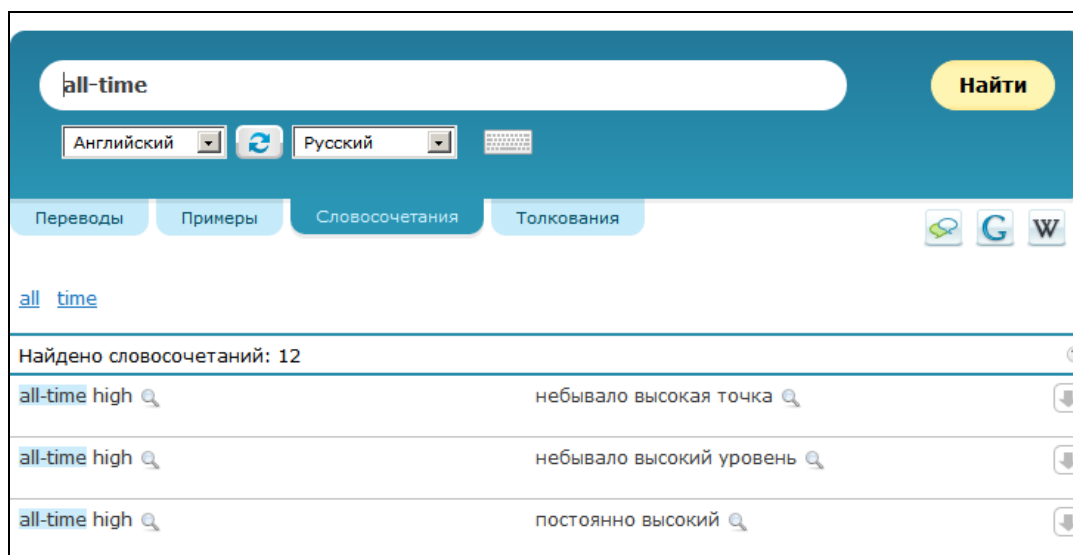 all-time
Найти
Английский Русский
Переводы Примеры Словосочетания Толкования
G W
all time
Найдено словосочетаний: 12
all-time high небывало высокая точка
all-time high небывало высокий уровень
all-time high постоянно высокий